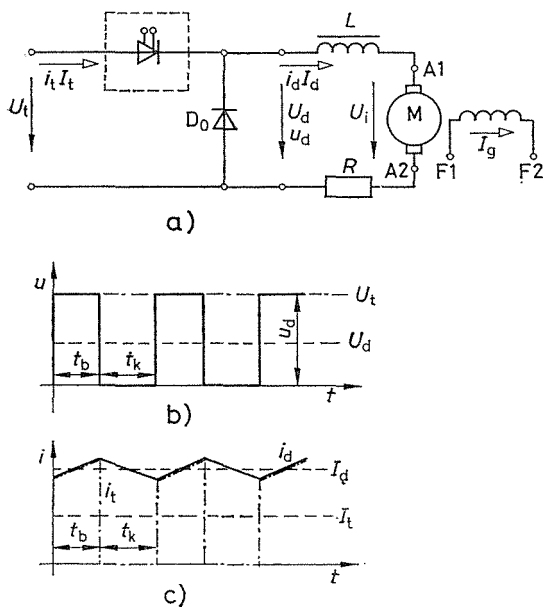 L
i_t I_t
i_d I_d
A1
U_t
D_0
U_d
u_d
U_i
M
I_g
R
A2
F1
F2
a)
u
U_t
u_d
U_d
t_b
t_k
t
b)
i
i_d
I_d
i_t
I_t
t_b
t_k
t
c)